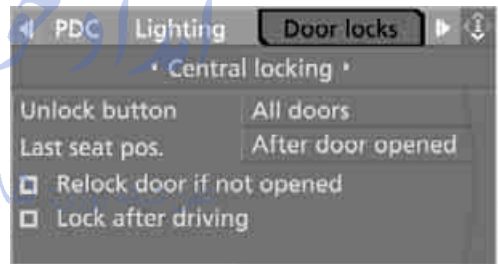 PDC Lighting Door locks
Central locking
Unlock button All doors
Last seat pos. After door opened
Relock door if not opened
Lock after driving